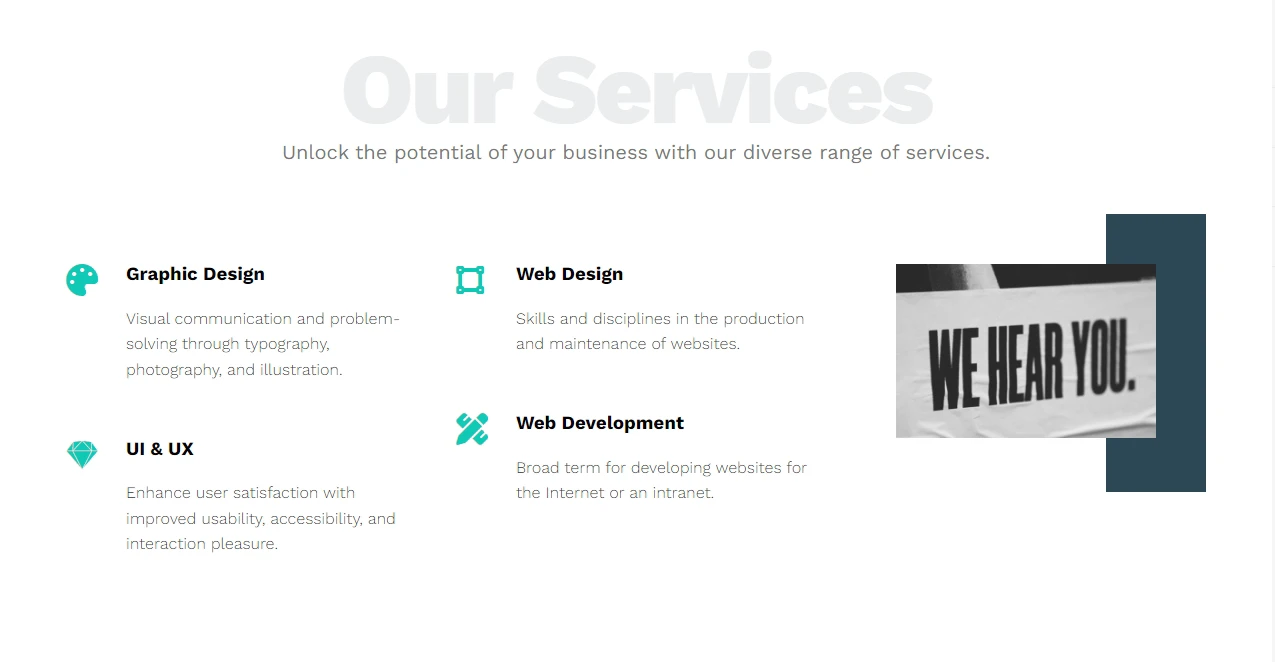 Our Services
Unlock the potential of your business with our diverse range of services.
Graphic Design
Visual communication and problem-
solving through typography,
photography, and illustration.
UI & UX
Enhance user satisfaction with
improved usability, accessibility, and
interaction pleasure.
Web Design
Skills and disciplines in the production
and maintenance of websites.
Web Development
Broad term for developing websites for
the Internet or an intranet.
WE HEAR YOU.